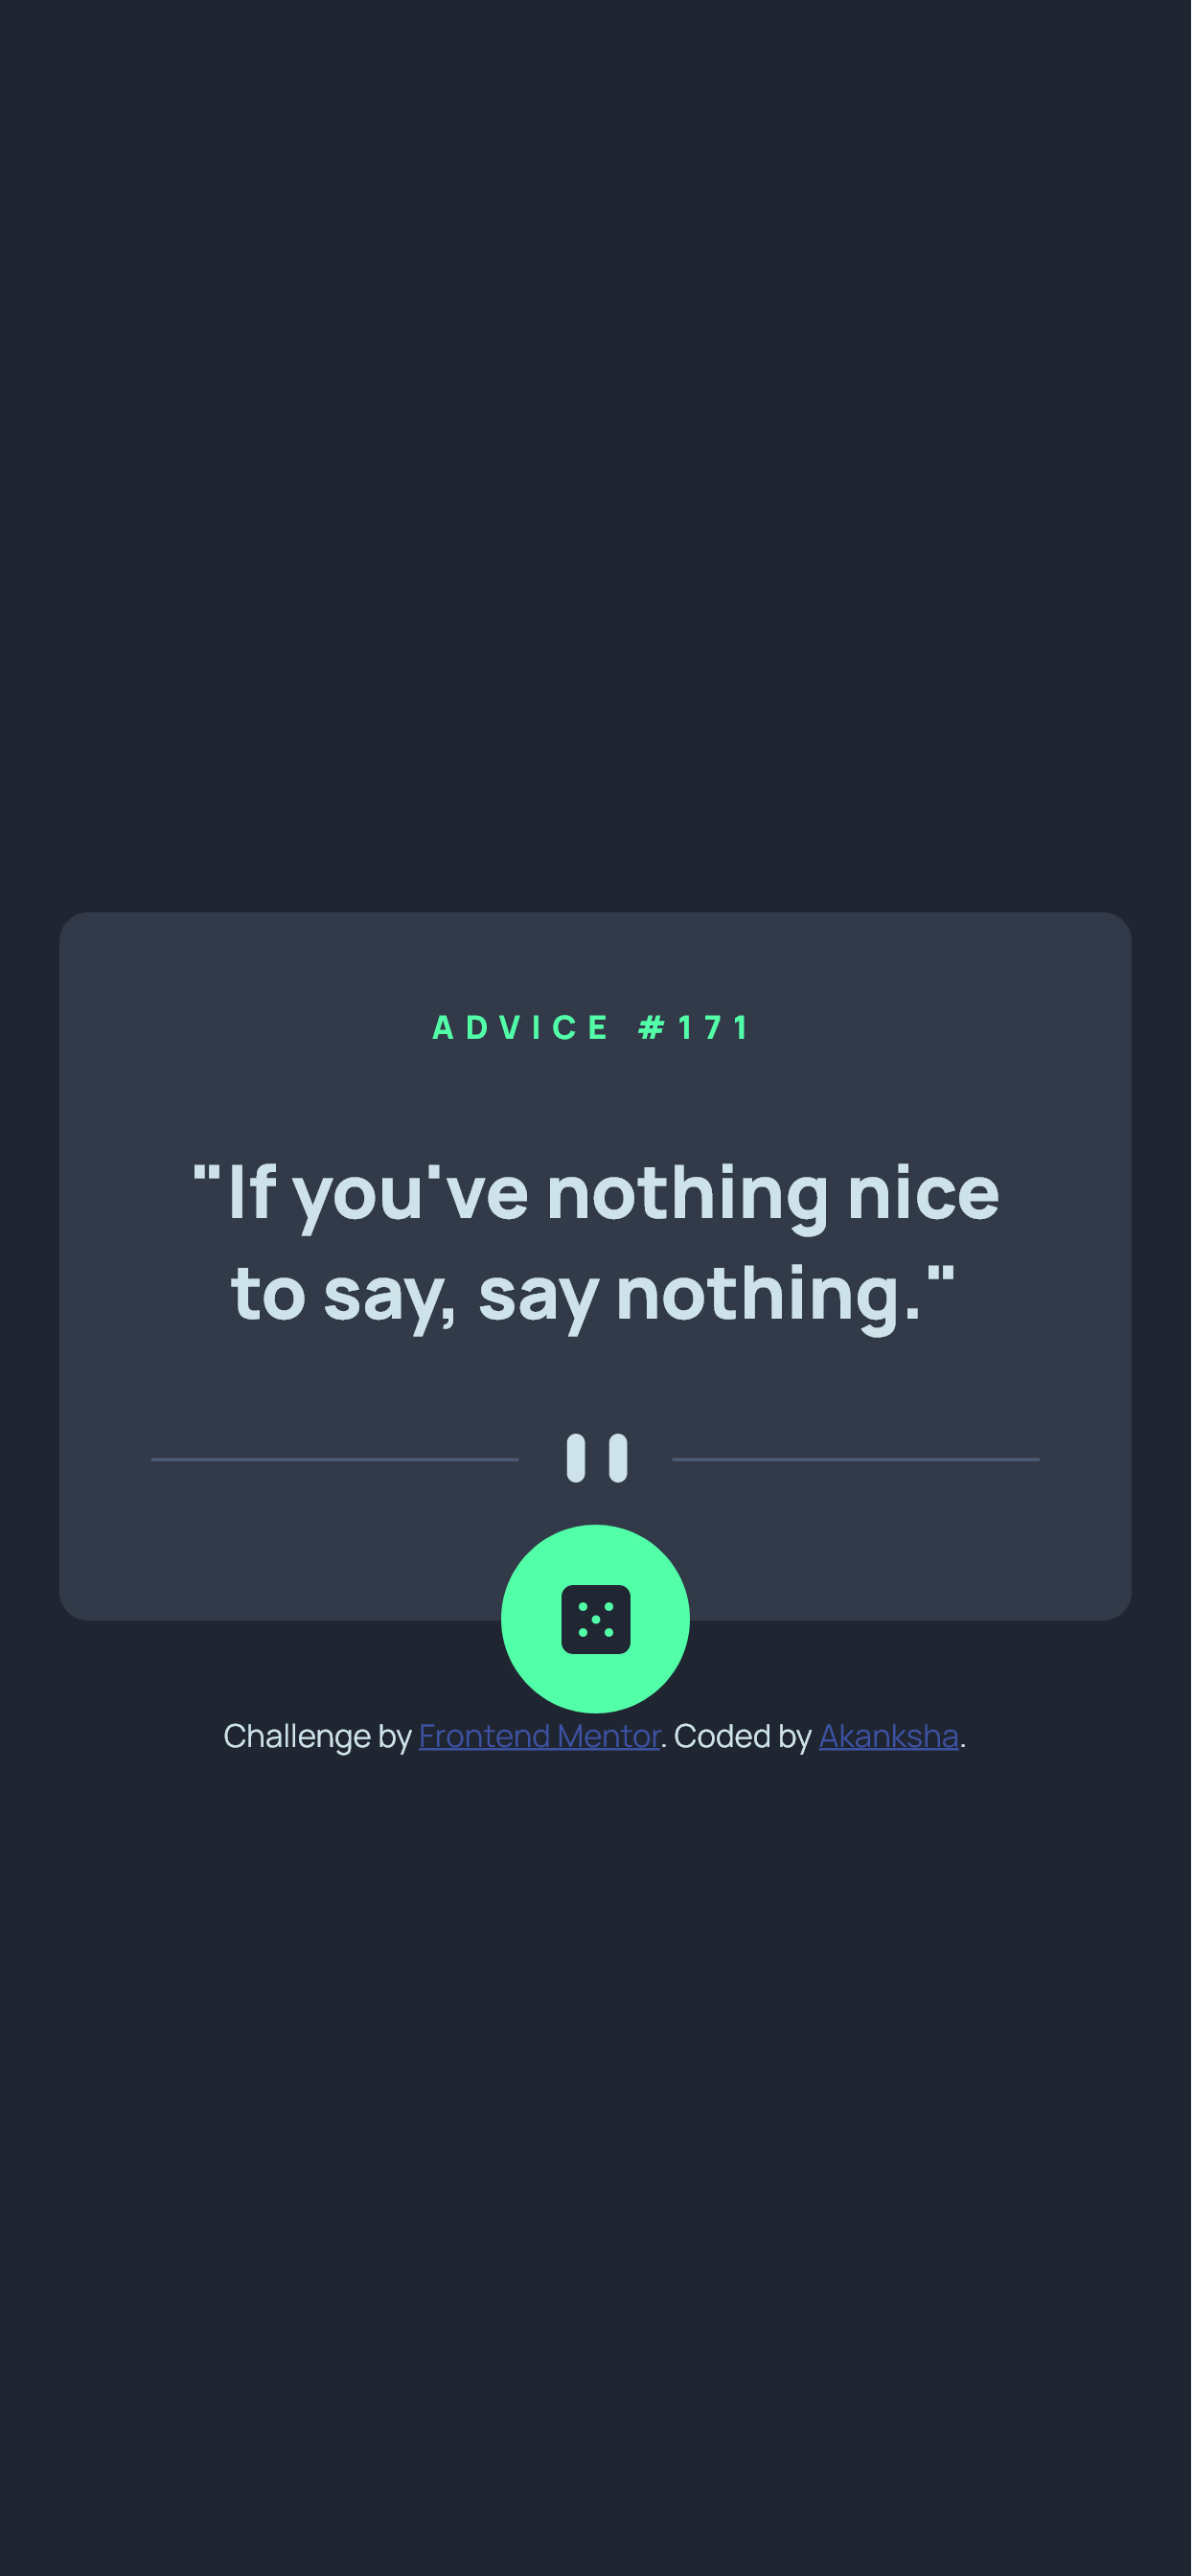 ADVICE #171
"If you've nothing nice
to say, say nothing."
Challenge by Frontend Mentor. Coded by Akanksha.